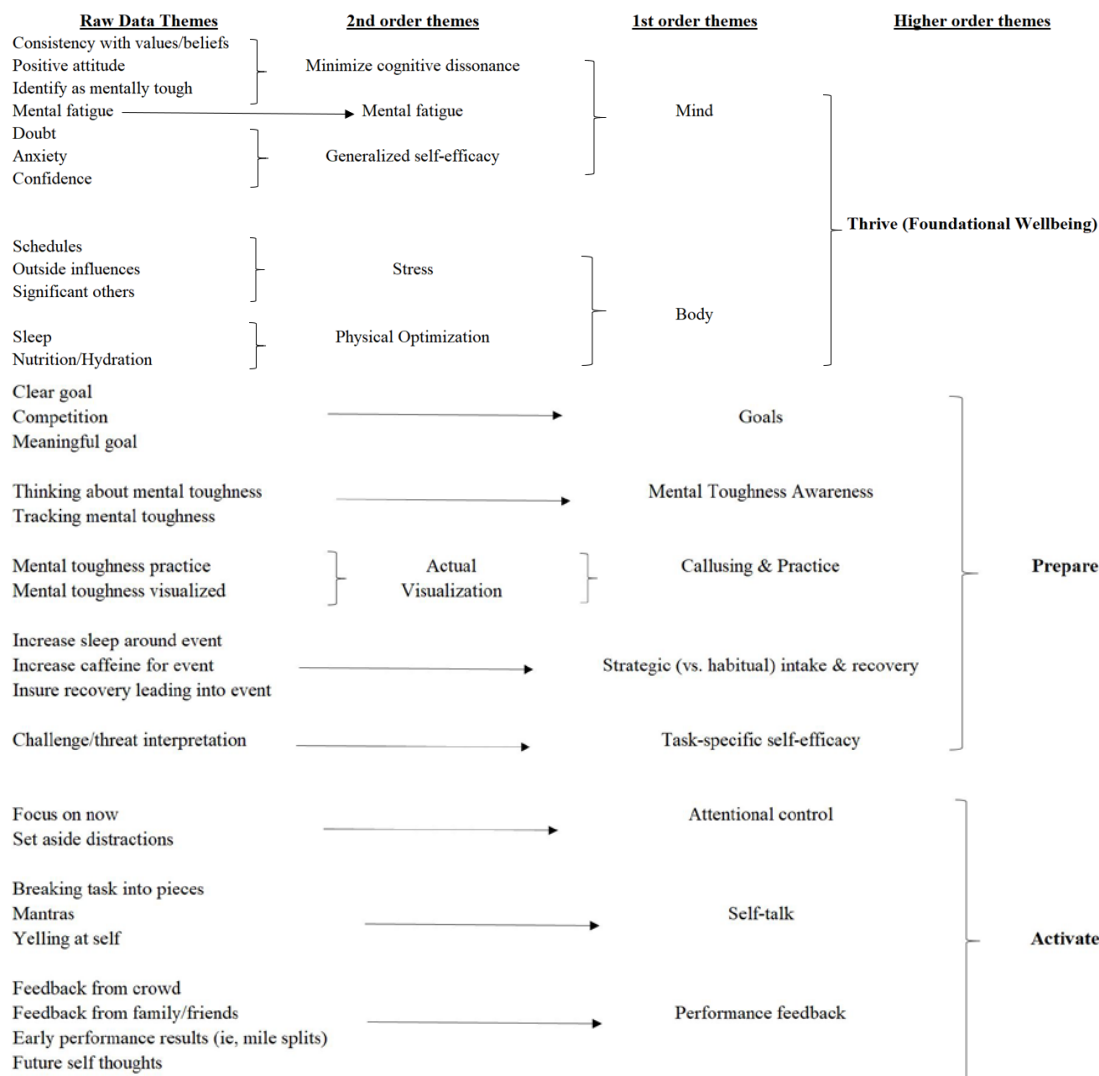 Raw Data Themes 2nd order themes 1st order themes Higher order themes
Consistency with values/beliefs
Positive attitude Minimize cognitive dissonance
Identify as mentally tough
Mental fatigue Mental fatigue Mind
Doubt
Anxiety Generalized self-efficacy
Confidence
Thrive (Foundational Wellbeing)
Schedules
Outside influences Stress
Significant others
Body
Sleep Physical Optimization
Nutrition/Hydration
Clear goal
Competition Goals
Meaningful goal
Thinking about mental toughness Mental Toughness Awareness
Tracking mental toughness
Mental toughness practice Actual Callusing & Practice Prepare
Mental toughness visualized Visualization
Increase sleep around event
Increase caffeine for event Strategic (vs. habitual) intake & recovery
Insure recovery leading into event
Challenge/threat interpretation Task-specific self-efficacy
Focus on now Attentional control
Set aside distractions
Breaking task into pieces
Mantras Self-talk
Yelling at self Activate
Feedback from crowd
Feedback from family/friends Performance feedback
Early performance results (ie, mile splits)
Future self thoughts